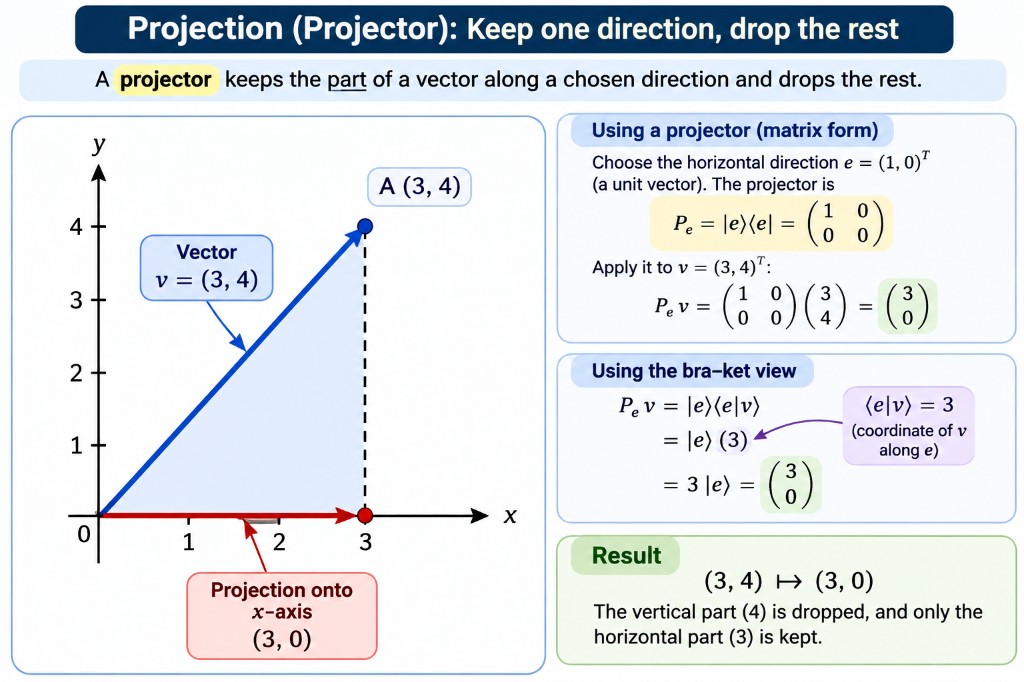 Projection (Projector): Keep one direction, drop the rest
A projector keeps the part of a vector along a chosen direction and drops the rest.
y
A (3, 4)
4
Vector
v = (3, 4)
3
2
1
0
1
2
3
x
Projection onto
x-axis
(3, 0)
Using a projector (matrix form)
Choose the horizontal direction e = (1, 0)ᵀ
(a unit vector). The projector is
Pₑ = |e⟩⟨e| = (1 0
0 0)
Apply it to v = (3, 4)ᵀ:
Pₑ v = (1 0
0 0) (3
4) = (3
0)
Using the bra–ket view
Pₑ v = |e⟩⟨e|v⟩
= |e⟩ (3)
= 3 |e⟩ = (3
0)
⟨e|v⟩ = 3
(coordinate of v
along e)
Result
(3, 4) ↦ (3, 0)
The vertical part (4) is dropped, and only the
horizontal part (3) is kept.